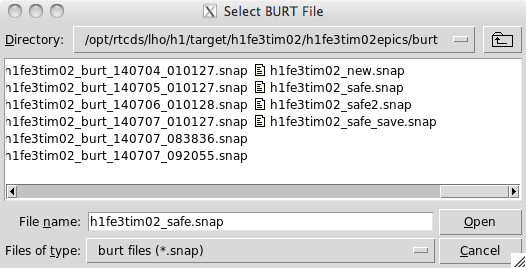 Select BURT File
Directory: /opt/rtcds/lho/h1/target/h1fe3tim02/h1fe3tim02epics/burt
h1fe3tim02_burt_140704_010127.snap h1fe3tim02_new.snap
h1fe3tim02_burt_140705_010127.snap h1fe3tim02_safe.snap
h1fe3tim02_burt_140706_010128.snap h1fe3tim02_safe2.snap
h1fe3tim02_burt_140707_010127.snap h1fe3tim02_safe_save.snap
h1fe3tim02_burt_140707_083836.snap
h1fe3tim02_burt_140707_092055.snap
File name: h1fe3tim02_safe.snap Open
Files of type: burt files (*.snap) Cancel